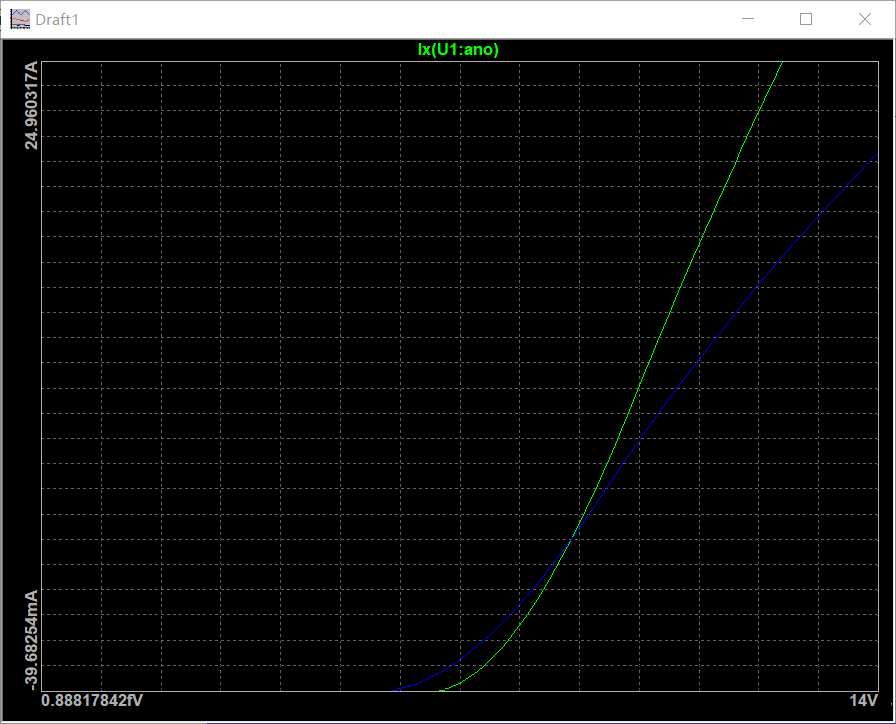 Draft1
Ix(U1:ano)
24.960317A
-39.68254mA
0.88817842fV
14V